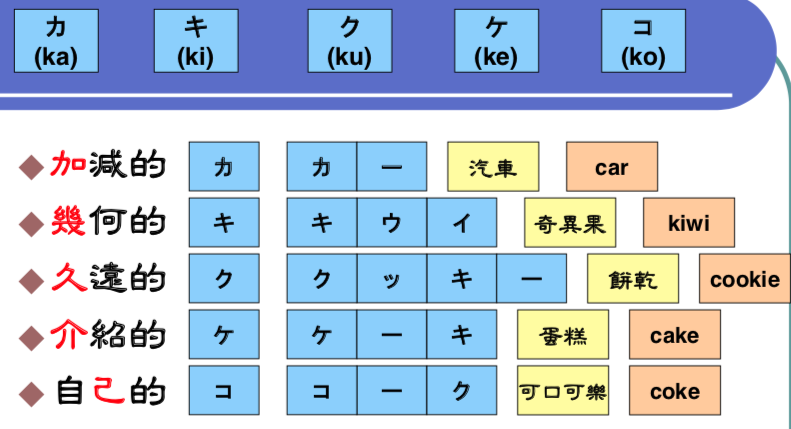 カ キ ク ケ コ
(ka) (ki) (ku) (ke) (ko)
加減的 カ カー 汽車 car
幾何的 キ キウイ 奇異果 kiwi
久遠的 ク クッキー 餅乾 cookie
介紹的 ケ ケーキ 蛋糕 cake
自己的 コ コーク 可口可樂 coke